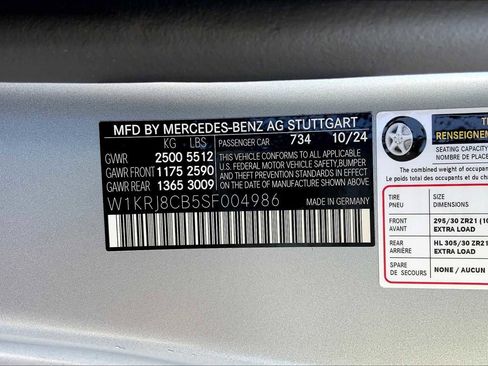 MFD BY MERCEDES-BENZ AG STUTTGART
KG LBS PASSENGER CAR 734 10/24
GVWR 2500 5512
GAWR FRONT 1175 2590
GAWR RR 1365 3009
THIS VEHICLE CONFORMS TO ALL APPLICABLE
U.S. FEDERAL MOTOR VEHICLE SAFETY,BUMPER,
AND THEFT PREVENTION STANDARDS IN EFFECT
ON THE DATE OF MANUFACTURE SHOWN ABOVE.
W1KRJ8CB5SF004986
MADE IN GERMANY
RENSEIGNEMEN
SEATING CAPACITY
NOMBRE DE PLACE
The combined weight of occupan
Le poids total des occupants et d
TIRE
PNEU
SIZE
DIMENSIONS
FRONT
AVANT
295/30 ZR21 (10
EXTRA LOAD
REAR
ARRIÈRE
HL 305/30 ZR21
EXTRA LOAD
SPARE
DE SECOURS
NONE / AUCUN